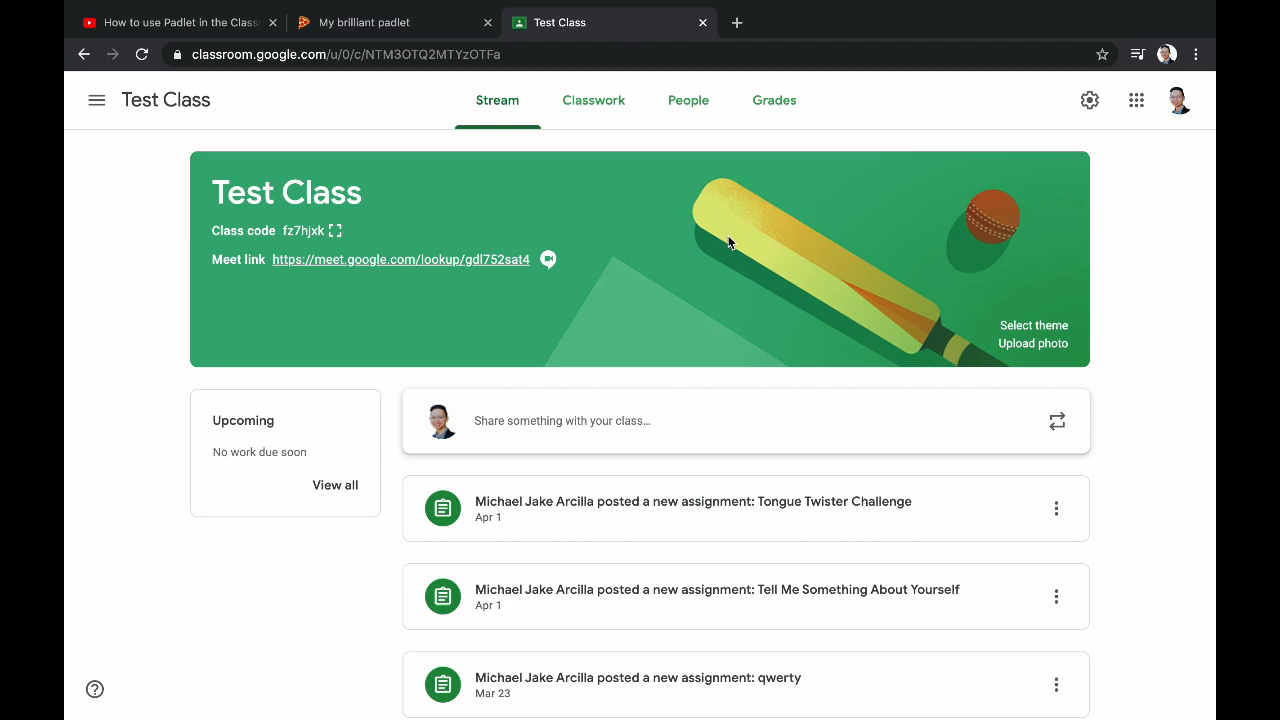 How to use Padlet in the Class
My brilliant padlet
Test Class
classroom.google.com/u/0/c/NTM3OTQ2MTYzOTFa
Test Class
Stream
Classwork
People
Grades
Test Class
Class code fz7hjxk
Meet link https://meet.google.com/lookup/gdl752sat4
Select theme
Upload photo
Upcoming
No work due soon
View all
Share something with your class...
Michael Jake Arcilla posted a new assignment: Tongue Twister Challenge
Apr 1
Michael Jake Arcilla posted a new assignment: Tell Me Something About Yourself
Apr 1
Michael Jake Arcilla posted a new assignment: qwerty
Mar 23